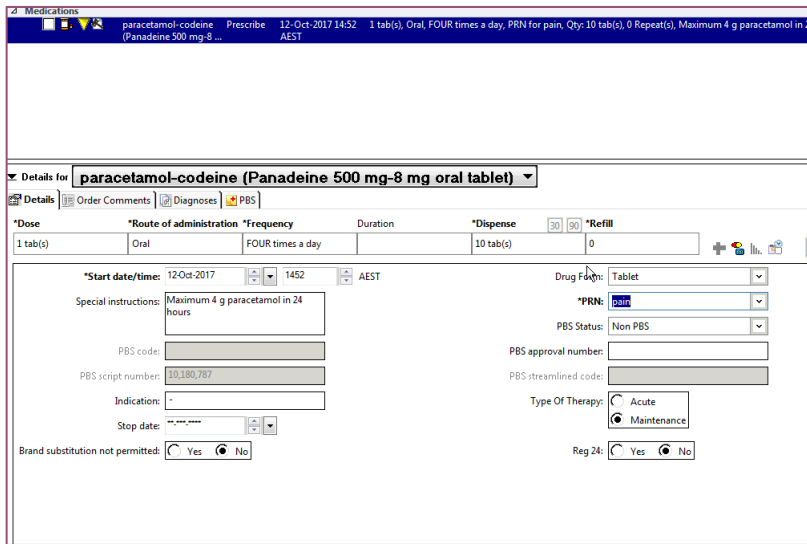 Medications
paracetamol-codeine Prescribe 12-Oct-2017 14:52 1 tab(s), Oral, FOUR times a day, PRN for pain, Qty: 10 tab(s), 0 Repeat(s), Maximum 4 g paracetamol in
(Panadeine 500 mg-8 ... AEST
Details for paracetamol-codeine (Panadeine 500 mg-8 mg oral tablet)
Details Order Comments Diagnoses PBS
*Dose *Route of administration *Frequency Duration *Dispense 30 90 *Refill
1 tab(s) Oral FOUR times a day 10 tab(s) 0
*Start date/time: 12-Oct-2017 1452 AEST Drug Form: Tablet
Special instructions: Maximum 4 g paracetamol in 24 *PRN: pain
hours
PBS Status: Non PBS
PBS code: PBS approval number:
PBS script number: 10,180,787 PBS streamlined code:
Indication: - Type Of Therapy: Acute
Maintenance
Stop date: **-***-****
Brand substitution not permitted: Yes No Reg 24: Yes No